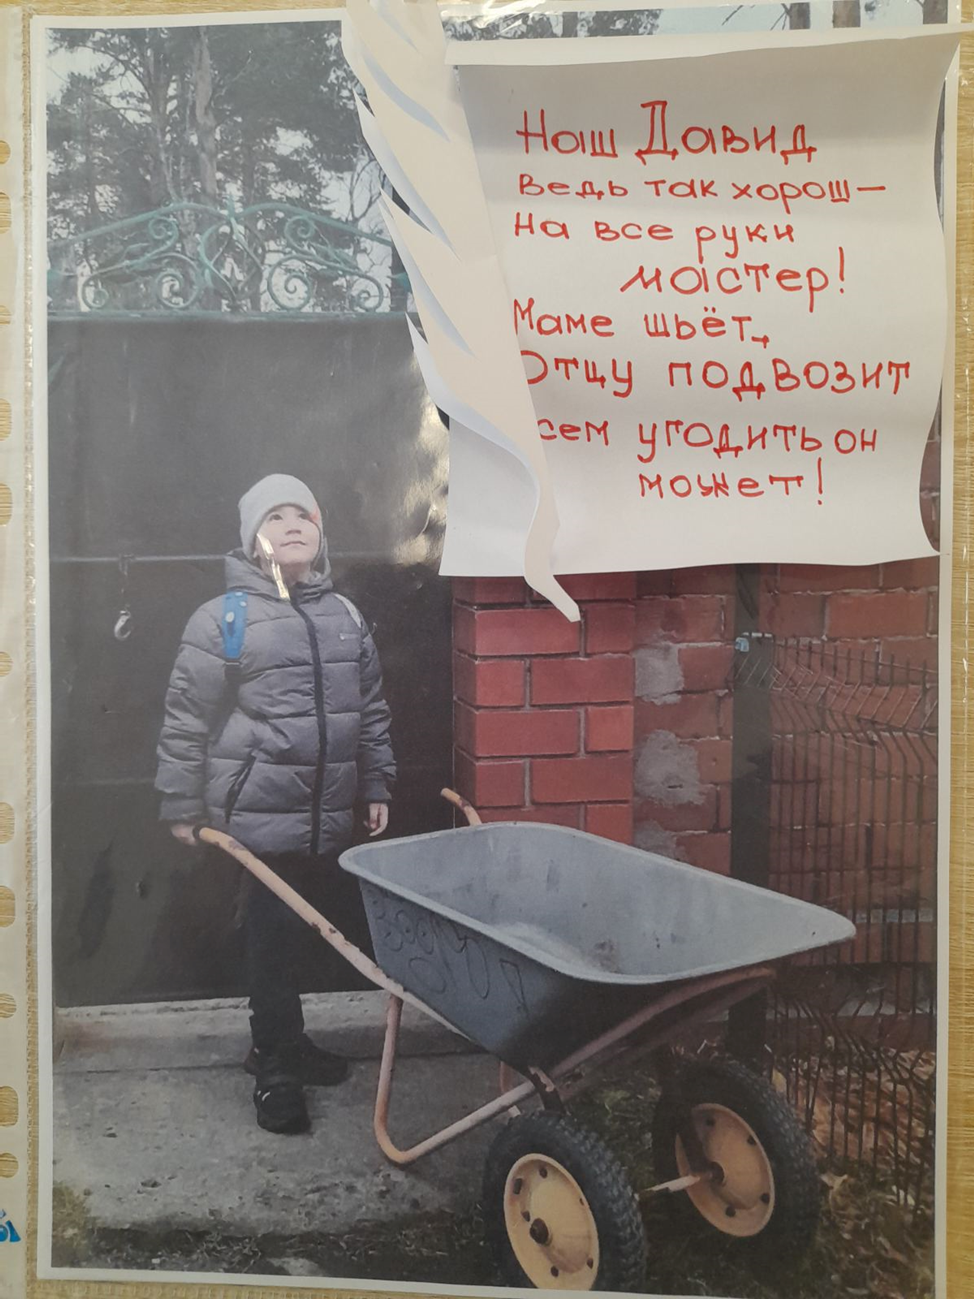 Наш Давид
ведь так хорош—
на все руки
мастер!
Маме шьёт,
Отцу подвозит
сем угодить он
может!